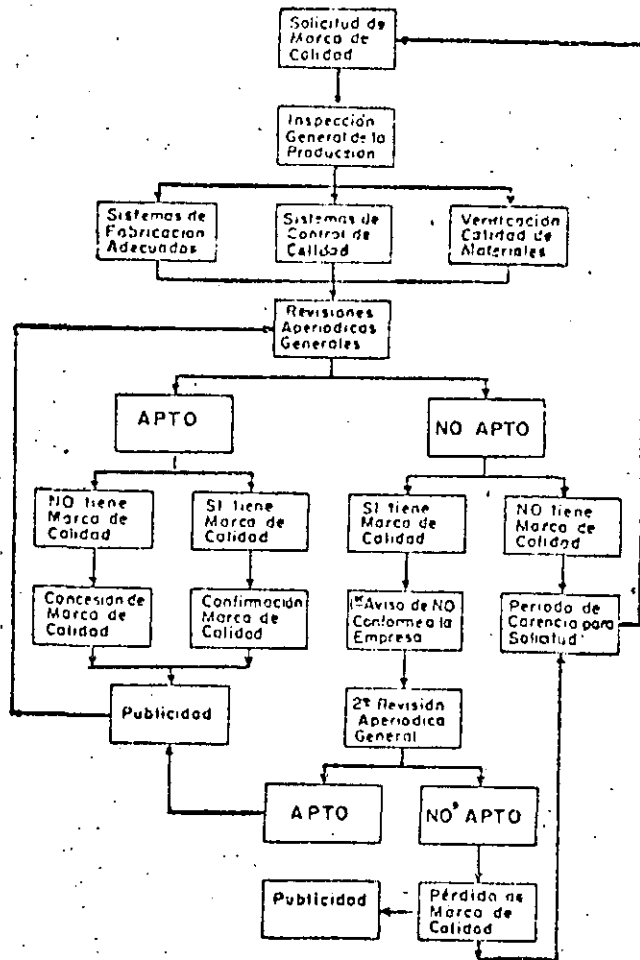 Solicitud de
Marca de
Calidad
Inspección
General de la
Producción
Sistemas de
Fabricación
Adecuados
Sistemas de
Control de
Calidad
Verificación
Calidad de
Materiales
Revisiones
Aperiódicas
Generales
APTO
NO APTO
NO tiene
Marca de
Calidad
SI tiene
Marca de
Calidad
SI tiene
Marca de
Calidad
NO tiene
Marca de
Calidad
Concesión de
Marca de
Calidad
Confirmación
Marca de
Calidad
1er Aviso de NO
Conforme a la
Empresa
Periodo de
Carencia para
Solicitud
Publicidad
2ª Revisión
Aperiódica
General
APTO
NO APTO
Publicidad
Pérdida de
Marca de
Calidad